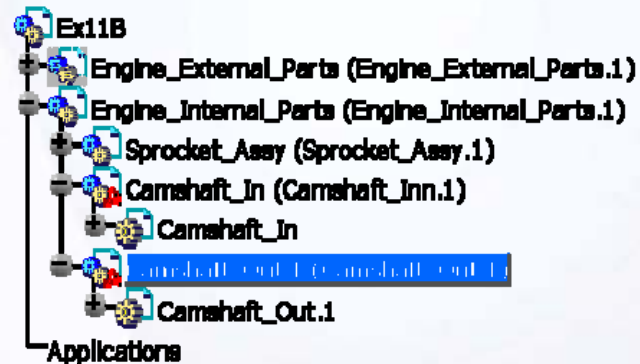 Ex11B
Engine_External_Parts (Engine_External_Parts.1)
Engine_Internal_Parts (Engine_Internal_Parts.1)
Sprocket_Assy (Sprocket_Assy.1)
Camshaft_In (Camshaft_Inn.1)
Camshaft_In
Camshaft_Out.1
Applications